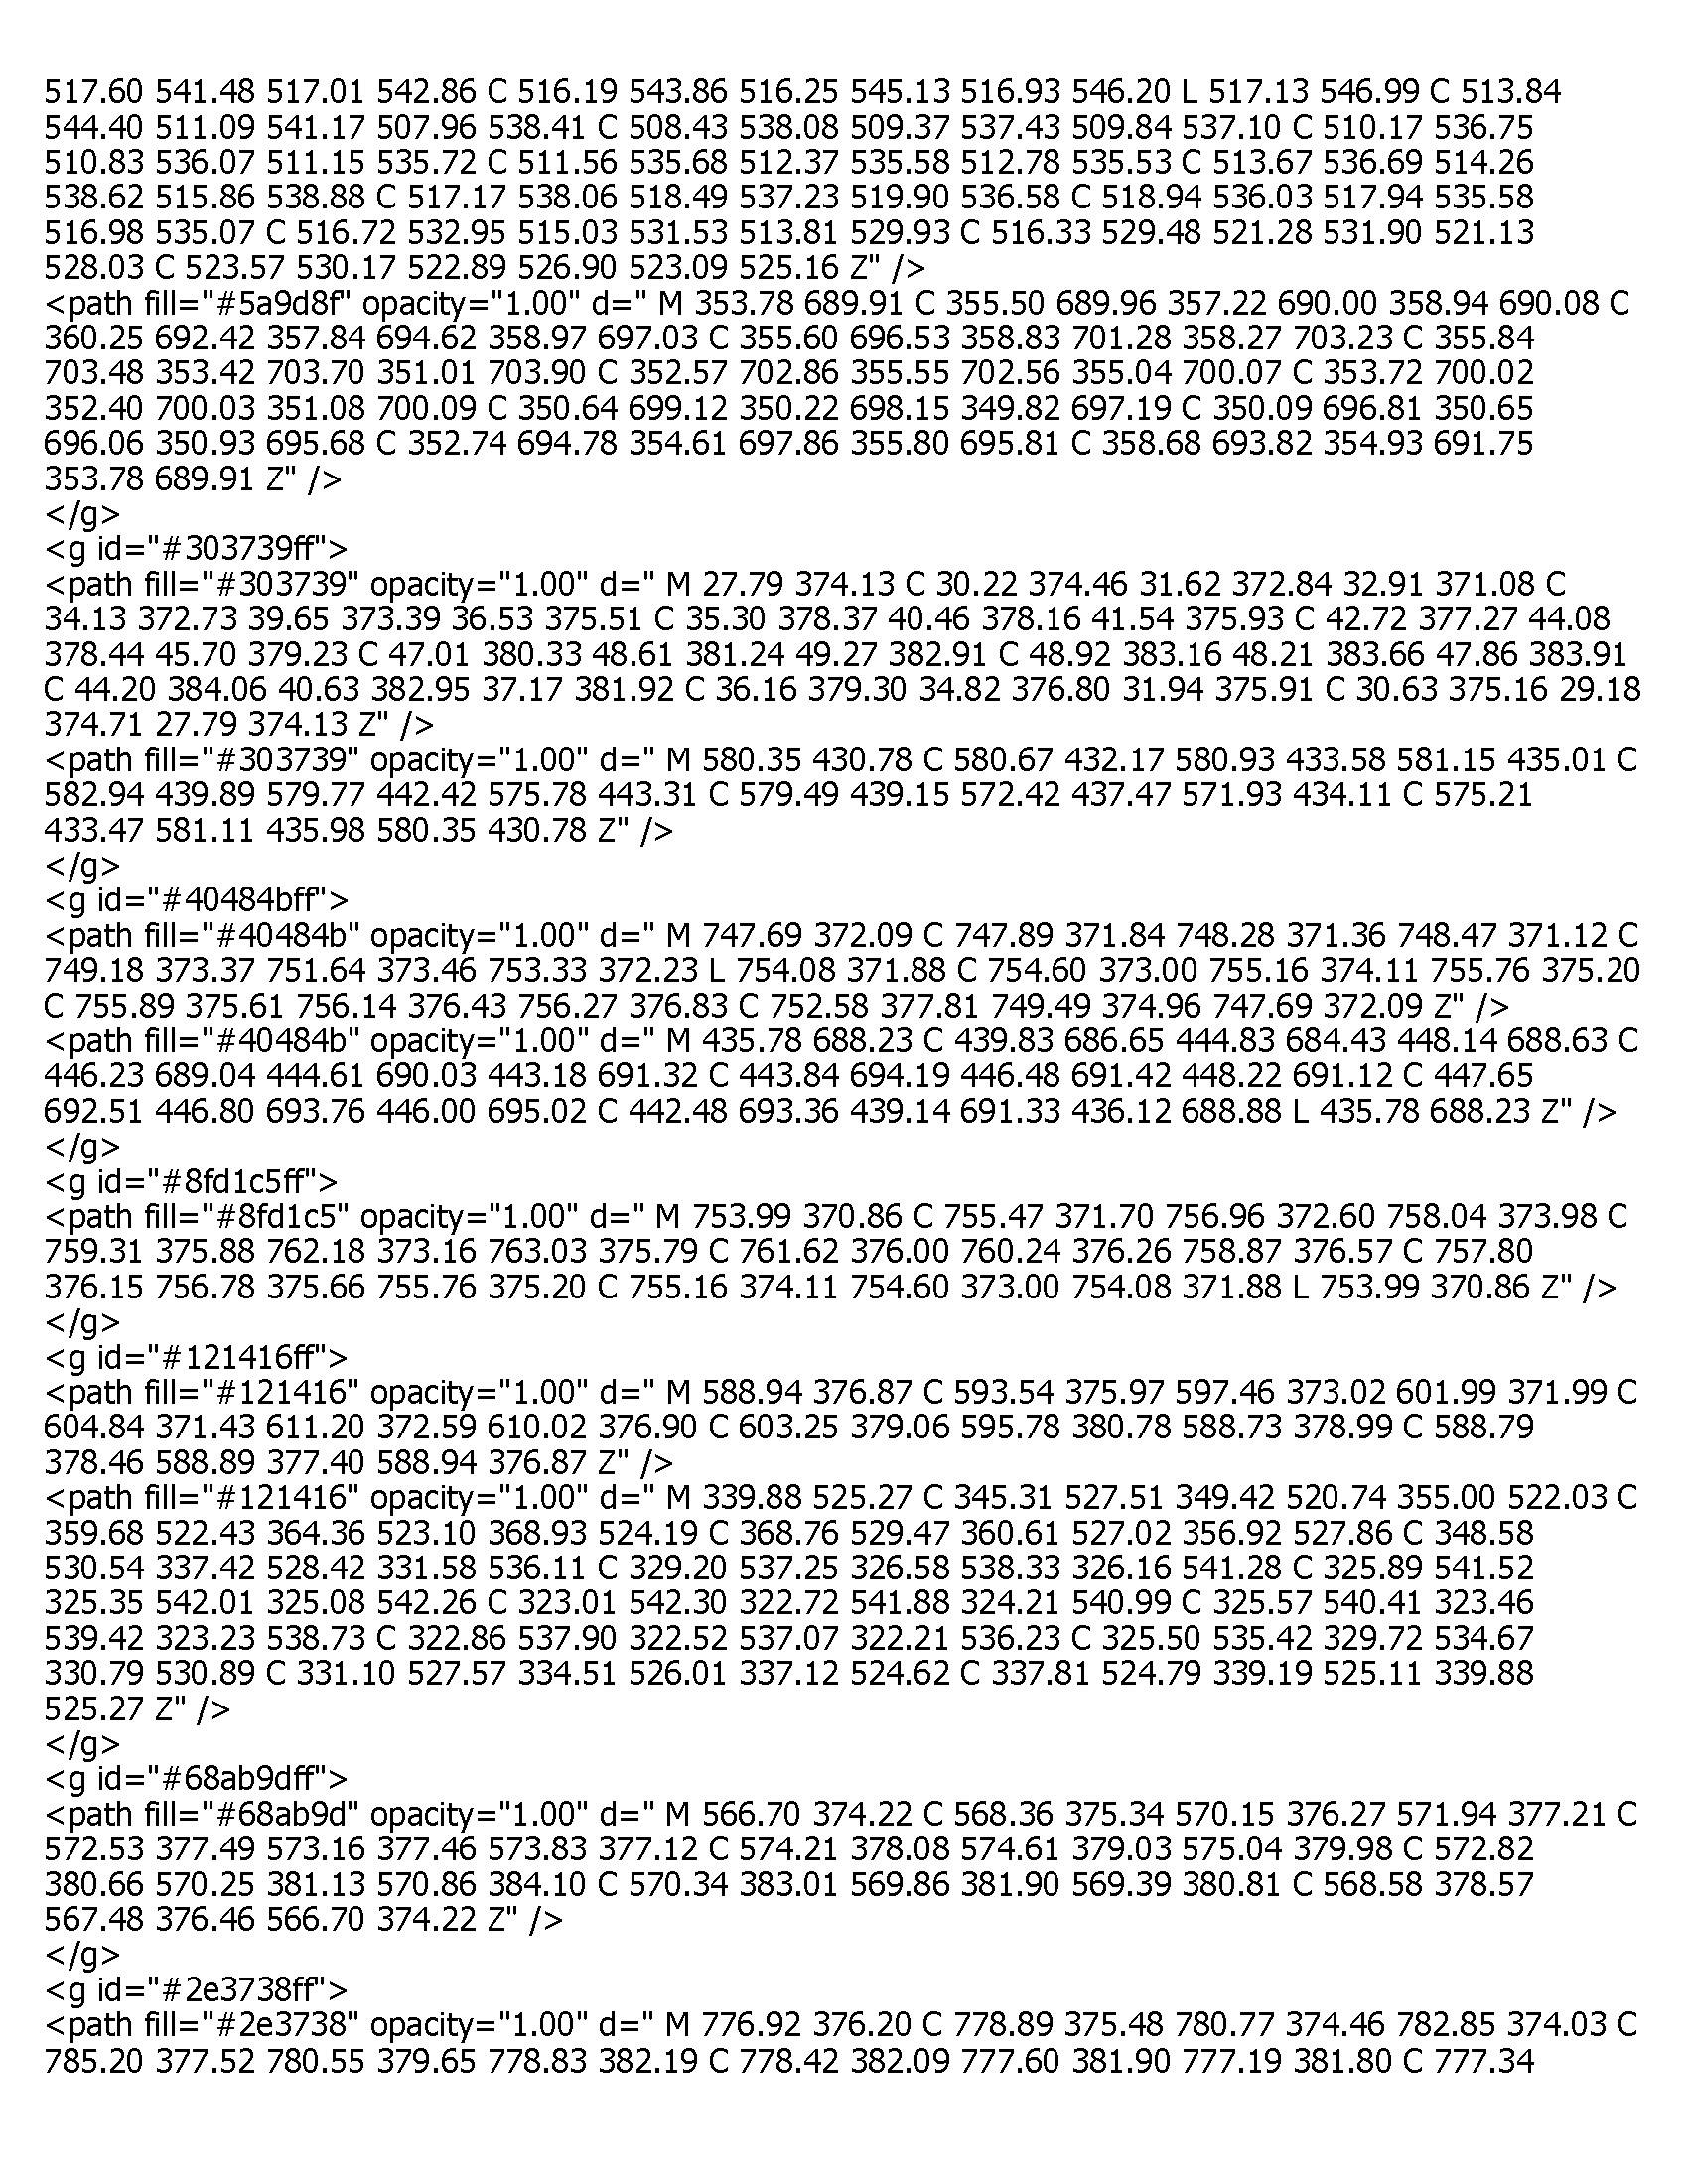 517.60 541.48 517.01 542.86 C 516.19 543.86 516.25 545.13 516.93 546.20 L 517.13 546.99 C 513.84
544.40 511.09 541.17 507.96 538.41 C 508.43 538.08 509.37 537.43 509.84 537.10 C 510.17 536.75
510.83 536.07 511.15 535.72 C 511.56 535.68 512.37 535.58 512.78 535.53 C 513.67 536.69 514.26
538.62 515.86 538.88 C 517.17 538.06 518.49 537.23 519.90 536.58 C 518.94 536.03 517.94 535.58
516.98 535.07 C 516.72 532.95 515.03 531.53 513.81 529.93 C 516.33 529.48 521.28 531.90 521.13
528.03 C 523.57 530.17 522.89 526.90 523.09 525.16 Z" />
<path fill="#5a9d8f" opacity="1.00" d=" M 353.78 689.91 C 355.50 689.96 357.22 690.00 358.94 690.08 C
360.25 692.42 357.84 694.62 358.97 697.03 C 355.60 696.53 358.83 701.28 358.27 703.23 C 355.84
703.48 353.42 703.70 351.01 703.90 C 352.57 702.86 355.55 702.56 355.04 700.07 C 353.72 700.02
352.40 700.03 351.08 700.09 C 350.64 699.12 350.22 698.15 349.82 697.19 C 350.09 696.81 350.65
696.06 350.93 695.68 C 352.74 694.78 354.61 697.86 355.80 695.81 C 358.68 693.82 354.93 691.75
353.78 689.91 Z" />
</g>
<g id="#303739ff">
<path fill="#303739" opacity="1.00" d=" M 27.79 374.13 C 30.22 374.46 31.62 372.84 32.91 371.08 C
34.13 372.73 39.65 373.39 36.53 375.51 C 35.30 378.37 40.46 378.16 41.54 375.93 C 42.72 377.27 44.08
378.44 45.70 379.23 C 47.01 380.33 48.61 381.24 49.27 382.91 C 48.92 383.16 48.21 383.66 47.86 383.91
C 44.20 384.06 40.63 382.95 37.17 381.92 C 36.16 379.30 34.82 376.80 31.94 375.91 C 30.63 375.16 29.18
374.71 27.79 374.13 Z" />
<path fill="#303739" opacity="1.00" d=" M 580.35 430.78 C 580.67 432.17 580.93 433.58 581.15 435.01 C
582.94 439.89 579.77 442.42 575.78 443.31 C 579.49 439.15 572.42 437.47 571.93 434.11 C 575.21
433.47 581.11 435.98 580.35 430.78 Z" />
</g>
<g id="#40484bff">
<path fill="#40484b" opacity="1.00" d=" M 747.69 372.09 C 747.89 371.84 748.28 371.36 748.47 371.12 C
749.18 373.37 751.64 373.46 753.33 372.23 L 754.08 371.88 C 754.60 373.00 755.16 374.11 755.76 375.20
C 755.89 375.61 756.14 376.43 756.27 376.83 C 752.58 377.81 749.49 374.96 747.69 372.09 Z" />
<path fill="#40484b" opacity="1.00" d=" M 435.78 688.23 C 439.83 686.65 444.83 684.43 448.14 688.63 C
446.23 689.04 444.61 690.03 443.18 691.32 C 443.84 694.19 446.48 691.42 448.22 691.12 C 447.65
692.51 446.80 693.76 446.00 695.02 C 442.48 693.36 439.14 691.33 436.12 688.88 L 435.78 688.23 Z" />
</g>
<g id="#8fd1c5ff">
<path fill="#8fd1c5" opacity="1.00" d=" M 753.99 370.86 C 755.47 371.70 756.96 372.60 758.04 373.98 C
759.31 375.88 762.18 373.16 763.03 375.79 C 761.62 376.00 760.24 376.26 758.87 376.57 C 757.80
376.15 756.78 375.66 755.76 375.20 C 755.16 374.11 754.60 373.00 754.08 371.88 L 753.99 370.86 Z" />
</g>
<g id="#121416ff">
<path fill="#121416" opacity="1.00" d=" M 588.94 376.87 C 593.54 375.97 597.46 373.02 601.99 371.99 C
604.84 371.43 611.20 372.59 610.02 376.90 C 603.25 379.06 595.78 380.78 588.73 378.99 C 588.79
378.46 588.89 377.40 588.94 376.87 Z" />
<path fill="#121416" opacity="1.00" d=" M 339.88 525.27 C 345.31 527.51 349.42 520.74 355.00 522.03 C
359.68 522.43 364.36 523.10 368.93 524.19 C 368.76 529.47 360.61 527.02 356.92 527.86 C 348.58
530.54 337.42 528.42 331.58 536.11 C 329.20 537.25 326.58 538.33 326.16 541.28 C 325.89 541.52
325.35 542.01 325.08 542.26 C 323.01 542.30 322.72 541.88 324.21 540.99 C 325.57 540.41 323.46
539.42 323.23 538.73 C 322.86 537.90 322.52 537.07 322.21 536.23 C 325.50 535.42 329.72 534.67
330.79 530.89 C 331.10 527.57 334.51 526.01 337.12 524.62 C 337.81 524.79 339.19 525.11 339.88
525.27 Z" />
</g>
<g id="#68ab9dff">
<path fill="#68ab9d" opacity="1.00" d=" M 566.70 374.22 C 568.36 375.34 570.15 376.27 571.94 377.21 C
572.53 377.49 573.16 377.46 573.83 377.12 C 574.21 378.08 574.61 379.03 575.04 379.98 C 572.82
380.66 570.25 381.13 570.86 384.10 C 570.34 383.01 569.86 381.90 569.39 380.81 C 568.58 378.57
567.48 376.46 566.70 374.22 Z" />
</g>
<g id="#2e3738ff">
<path fill="#2e3738" opacity="1.00" d=" M 776.92 376.20 C 778.89 375.48 780.77 374.46 782.85 374.03 C
785.20 377.52 780.55 379.65 778.83 382.19 C 778.42 382.09 777.60 381.90 777.19 381.80 C 777.34